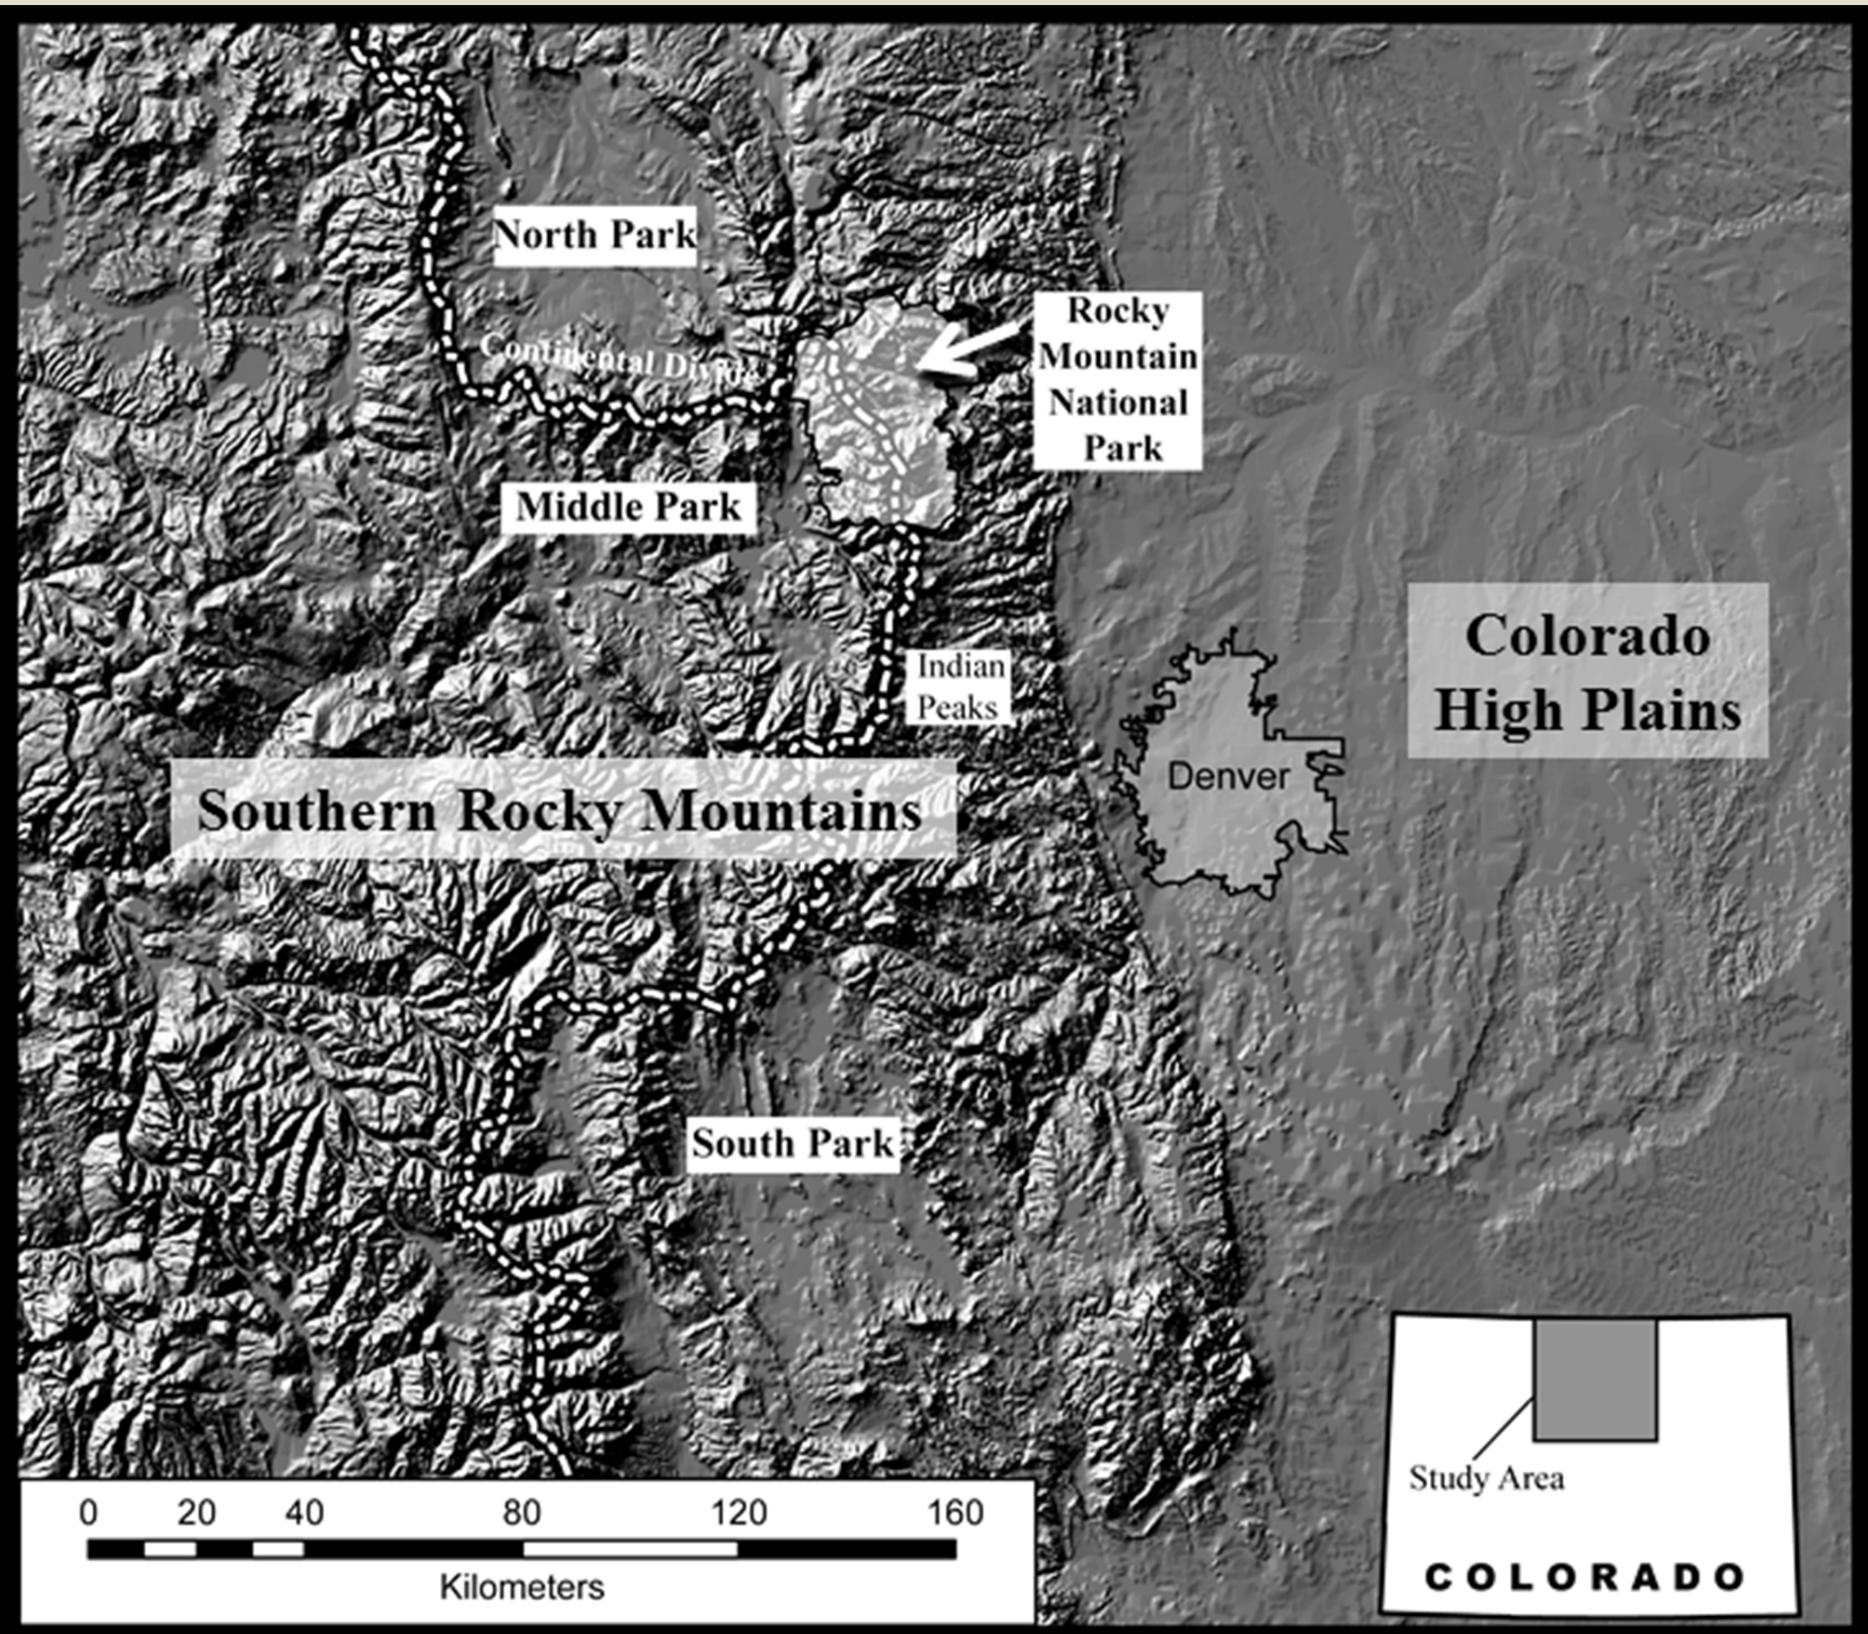 North Park
Continental Divide
Rocky
Mountain
National
Park
Middle Park
Colorado
High Plains
Indian
Peaks
Denver
Southern Rocky Mountains
South Park
Study Area
COLORADO
0 20 40 80 120 160
Kilometers